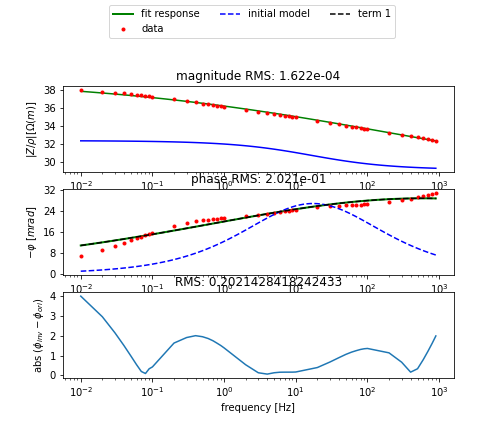 fit response
initial model
term 1
data
magnitude RMS: 1.622e-04
38
36
34
32
30
|Z/ρ|[Ω(m)]
10⁻² 10⁻¹ 10⁰ 10¹ 10² 10³
phase RMS: 2.021e-01
32
24
16
8
0
−φ [mrad]
10⁻² 10⁻¹ 10⁰ 10¹ 10² 10³
RMS: 0.2021428418242433
4
3
2
1
0
abs (ϕ_inv − ϕ_ori)
10⁻² 10⁻¹ 10⁰ 10¹ 10² 10³
frequency [Hz]